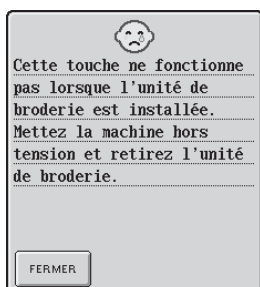 Cette touche ne fonctionne
pas lorsque l'unité de
broderie est installée.
Mettez la machine hors
tension et retirez l'unité
de broderie.
FERMER